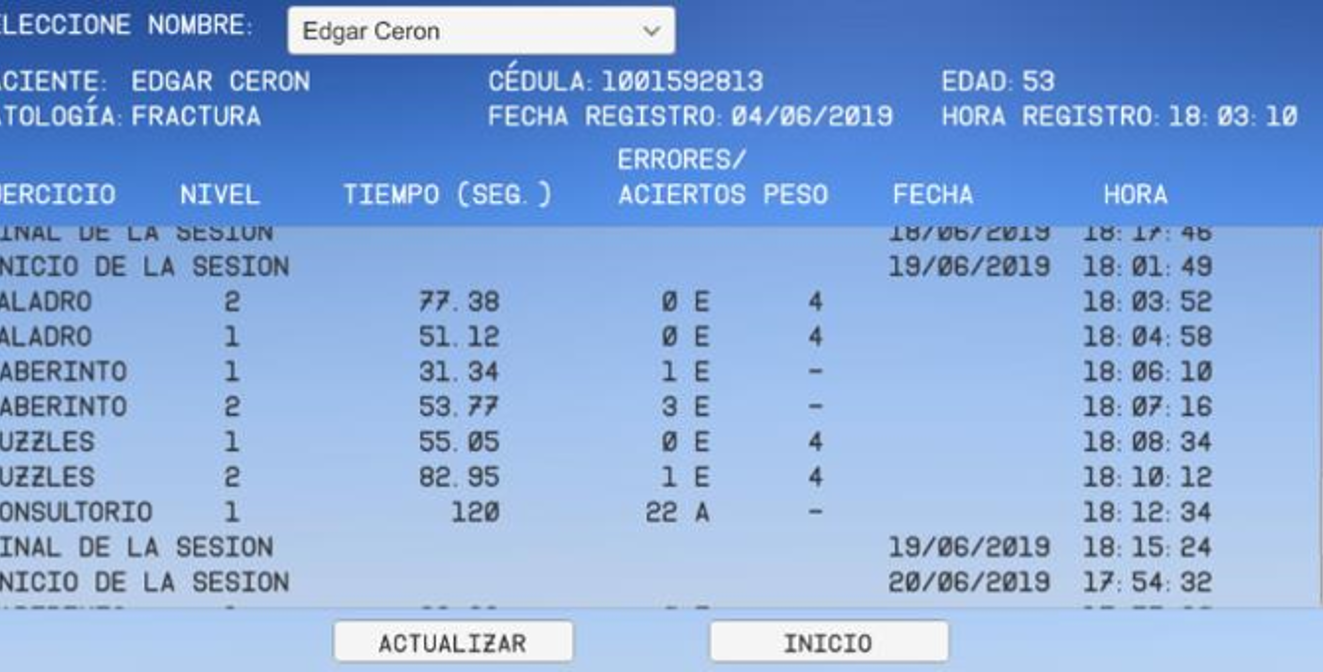 ELECCIONE NOMBRE: Edgar Ceron
ACIENTE: EDGAR CERON CÉDULA: 1001592813 EDAD: 53
ATOLOGÍA: FRACTURA FECHA REGISTRO: 04/06/2019 HORA REGISTRO: 18:03:10
ERRORES/
JERCICIO NIVEL TIEMPO (SEG.) ACIERTOS PESO FECHA HORA
INAL DE LA SESION 18/06/2019 18:17:46
NICIO DE LA SESION 19/06/2019 18:01:49
ALADRO 2 77.38 0 E 4 18:03:52
ALADRO 1 51.12 0 E 4 18:04:58
ABERINTO 1 31.34 1 E - 18:06:10
ABERINTO 2 53.77 3 E - 18:07:16
UZZLES 1 55.05 0 E 4 18:08:34
UZZLES 2 82.95 1 E 4 18:10:12
ONSULTORIO 1 120 22 A - 18:12:34
INAL DE LA SESION 19/06/2019 18:15:24
NICIO DE LA SESION 20/06/2019 17:54:32
ACTUALIZAR INICIO